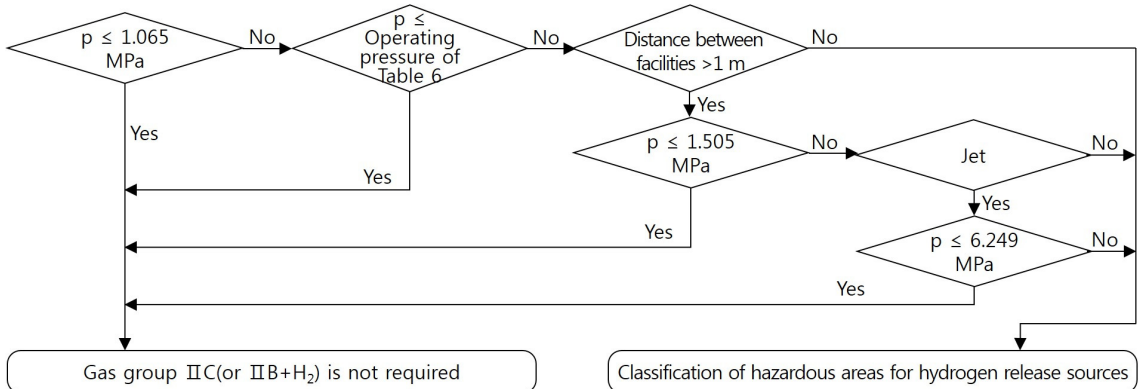 p ≤ 1.065
MPa
No
p ≤
Operating
pressure of
Table 6
No
Distance between
facilities >1 m
No
Yes
Yes
p ≤ 1.505
MPa
No
Jet
No
Yes
Yes
Yes
p ≤ 6.249
MPa
No
Yes
Gas group ⅡC(or ⅡB+H₂) is not required
Classification of hazardous areas for hydrogen release sources